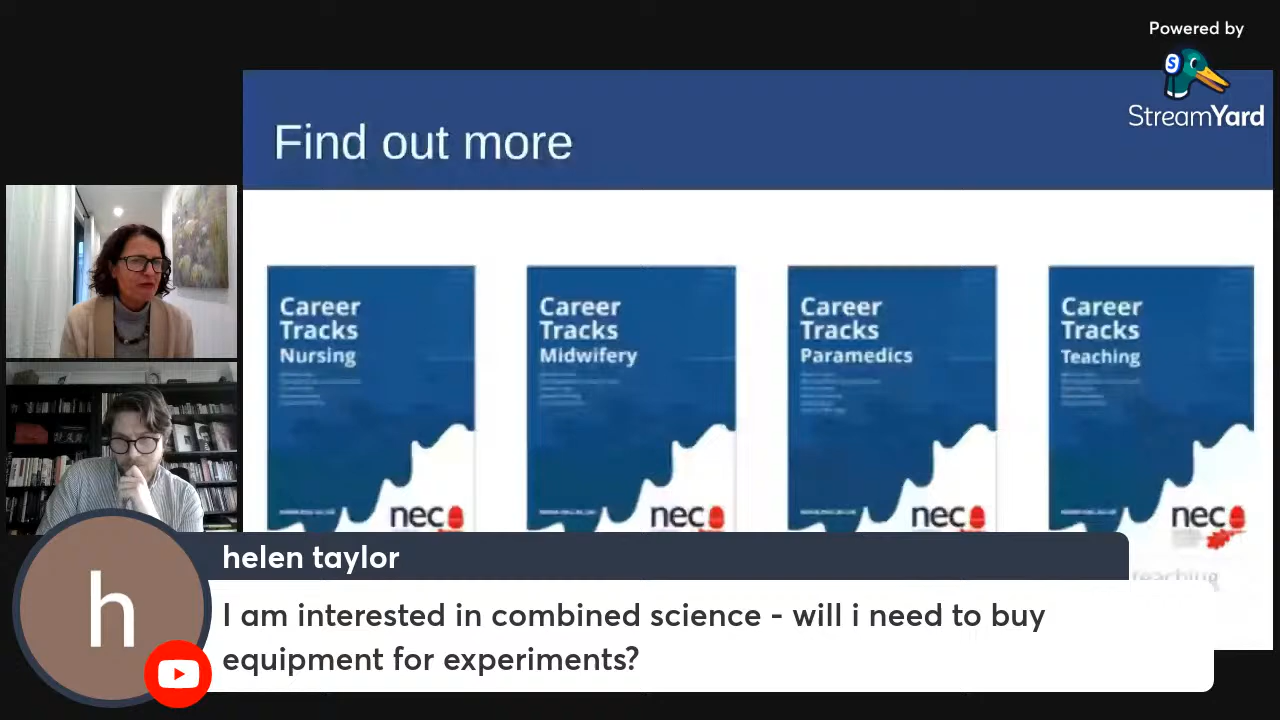 Powered by
StreamYard
Find out more
Career
Tracks
Nursing
nec
Career
Tracks
Midwifery
nec
Career
Tracks
Paramedics
nec
Career
Tracks
Teaching
nec
teaching
h
helen taylor
I am interested in combined science - will i need to buy
equipment for experiments?